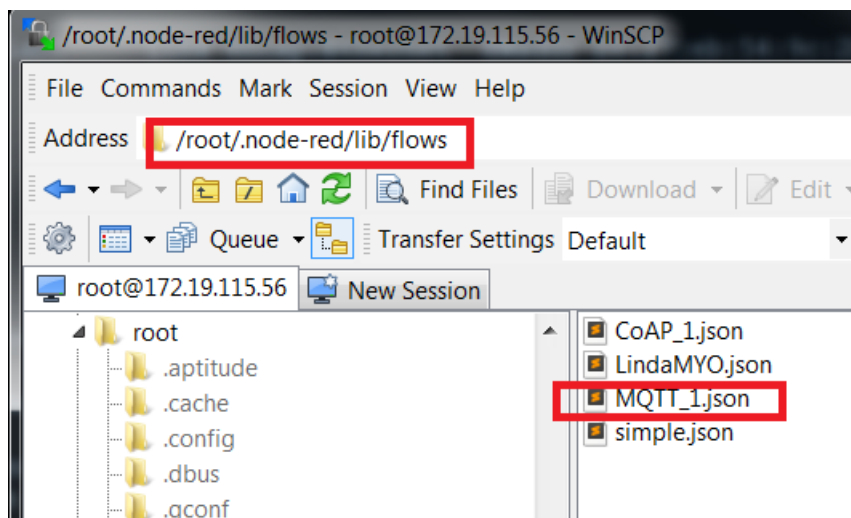 /root/.node-red/lib/flows - root@172.19.115.56 - WinSCP
File Commands Mark Session View Help
Address /root/.node-red/lib/flows
Find Files Download Edit
Queue Transfer Settings Default
root@172.19.115.56 New Session
root
.aptitude
.cache
.config
.dbus
.gconf
CoAP_1.json
LindaMYO.json
MQTT_1.json
simple.json